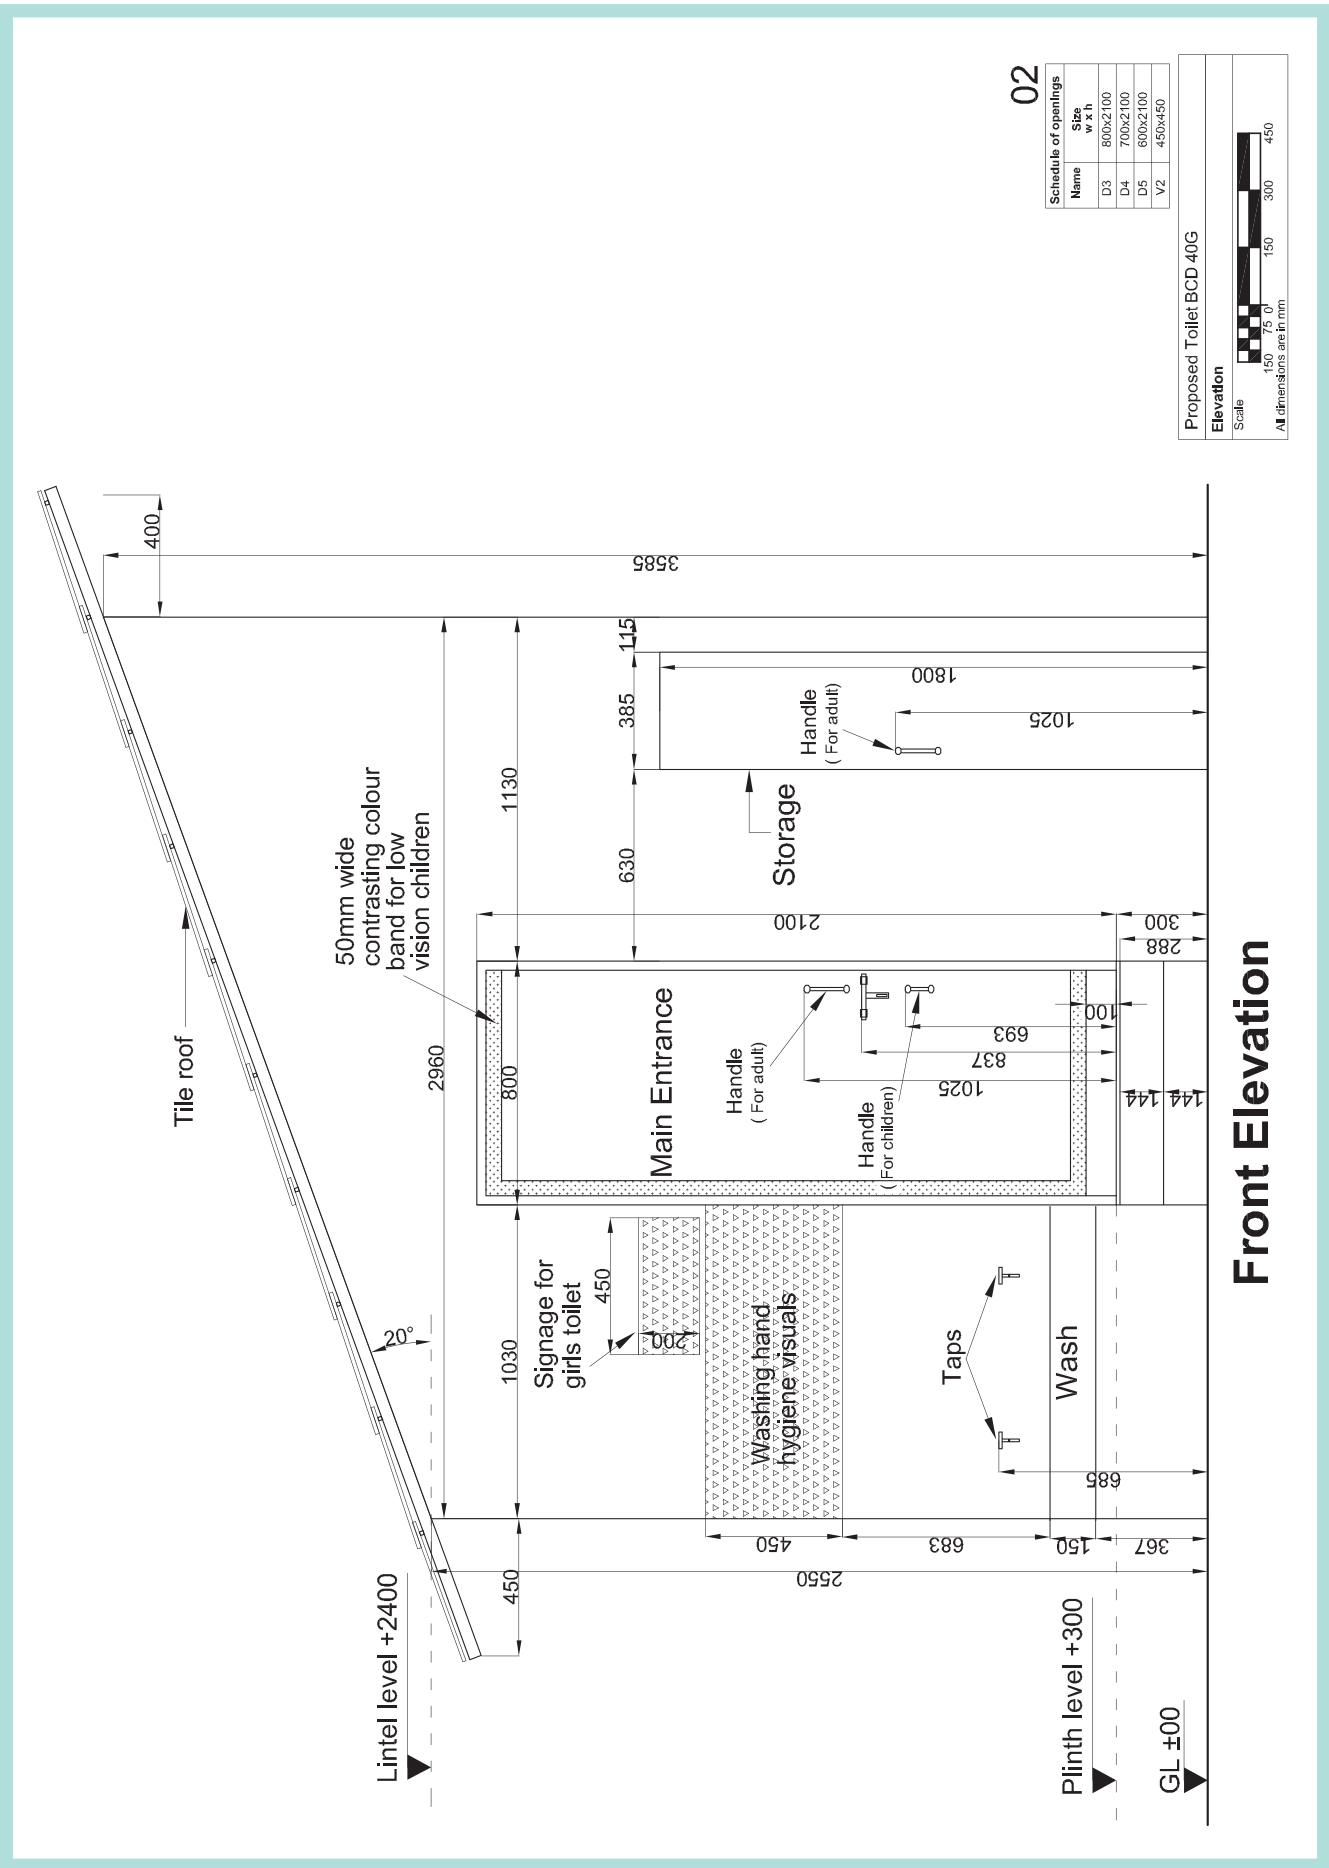 02
Schedule of openings
Name Size
w x h
D3 800x2100
D4 700x2100
D5 600x2100
V2 450x450
Proposed Toilet BCD 40G
Elevation
Scale
150 75 0 150 300 450
All dimensions are in mm
Tile roof
400
3585
20°
50mm wide
contrasting colour
band for low
vision children
2960
1030
800
1130
450
115
385
630
Signage for
girls toilet
450
200
Washing hand
hygiene visuals
Main Entrance
Handle
( For adult)
Handle
( For children)
Handle
( For adult)
Storage
1800
1025
2100
300
288
100
693
837
1025
144
144
Taps
Wash
685
450
683
150
367
2550
Lintel level +2400
Plinth level +300
GL ±00
Front Elevation